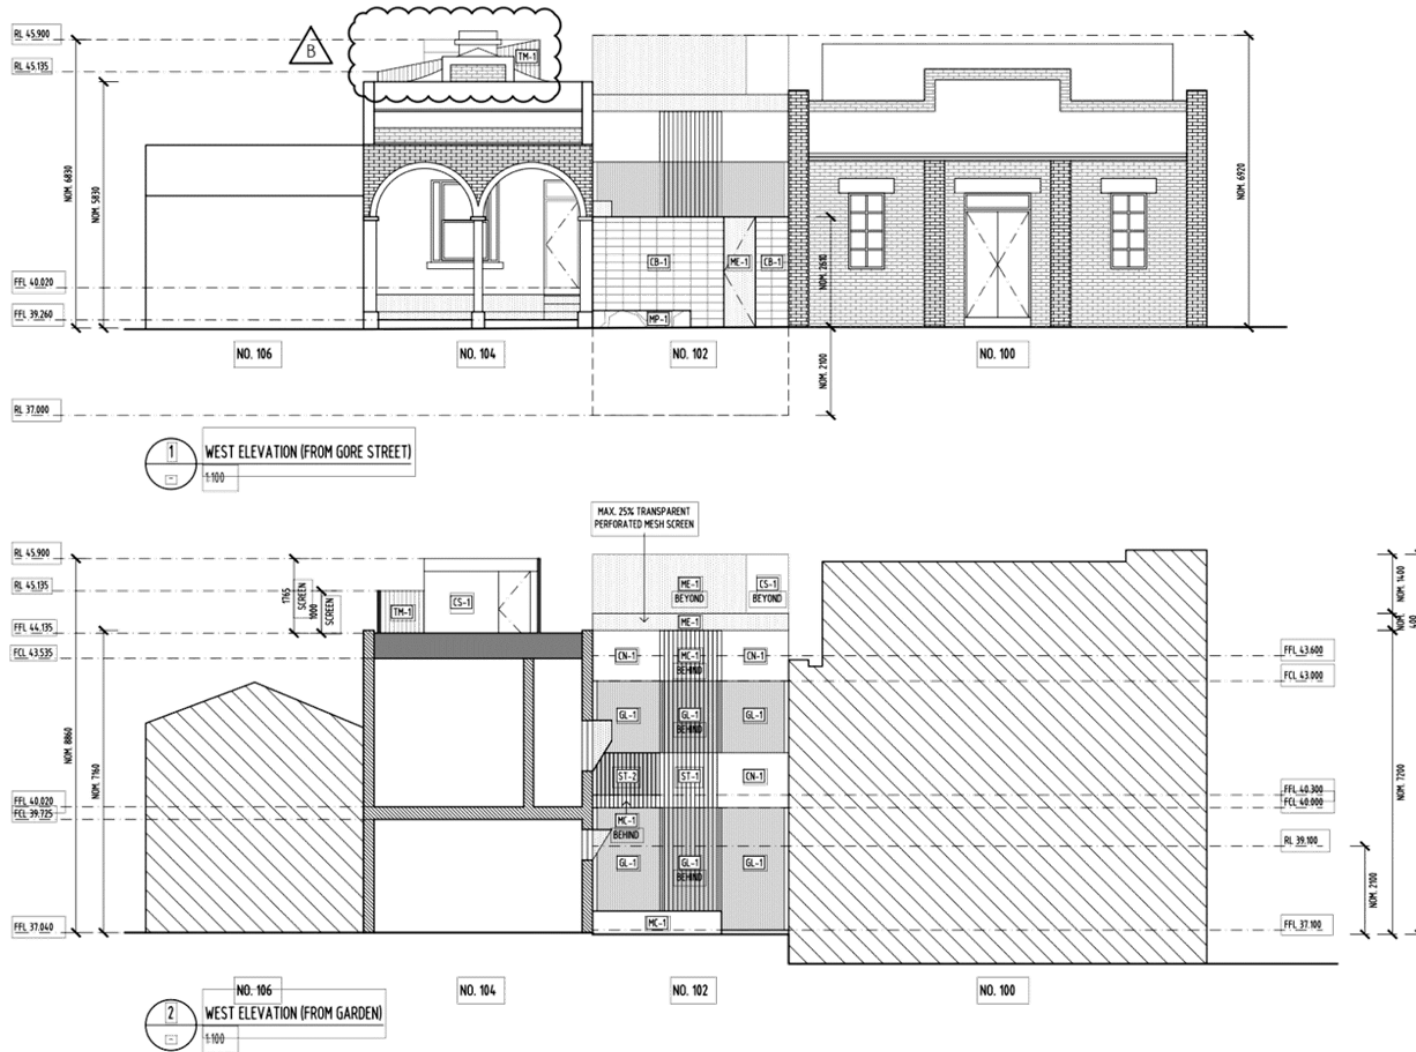 RL 45.900
RL 45.135
B
TM-1
NOM. 6830
NOM. 5830
NOM. 6920
NOM. 2610
CB-1
ME-1
CB-1
MP-1
FFL 40.020
FFL 39.260
NO. 106
NO. 104
NO. 102
NO. 100
NOM. 2100
RL 37.000
1
-
WEST ELEVATION (FROM GORE STREET)
1:100
MAX. 25% TRANSPARENT
PERFORATED MESH SCREEN
RL 45.900
RL 45.135
FFL 44.135
FCL 43.535
1765
SCREEN
1000
SCREEN
TM-1
CS-1
ME-1
BEYOND
CS-1
BEYOND
ME-1
CN-1
MC-1
BEHIND
CN-1
GL-1
GL-1
BEHIND
GL-1
ST-2
ST-1
CN-1
MC-1
BEHIND
GL-1
GL-1
BEHIND
GL-1
MC-1
NOM. 8860
NOM. 7160
FFL 40.020
FCL 39.725
FFL 37.040
NOM. 1400
NOM.
400
FFL 43.600
FCL 43.000
NOM. 7200
FFL 40.300
FCL 40.000
RL 39.100
NOM. 2100
FFL 37.100
NO. 106
NO. 104
NO. 102
NO. 100
2
-
WEST ELEVATION (FROM GARDEN)
1:100